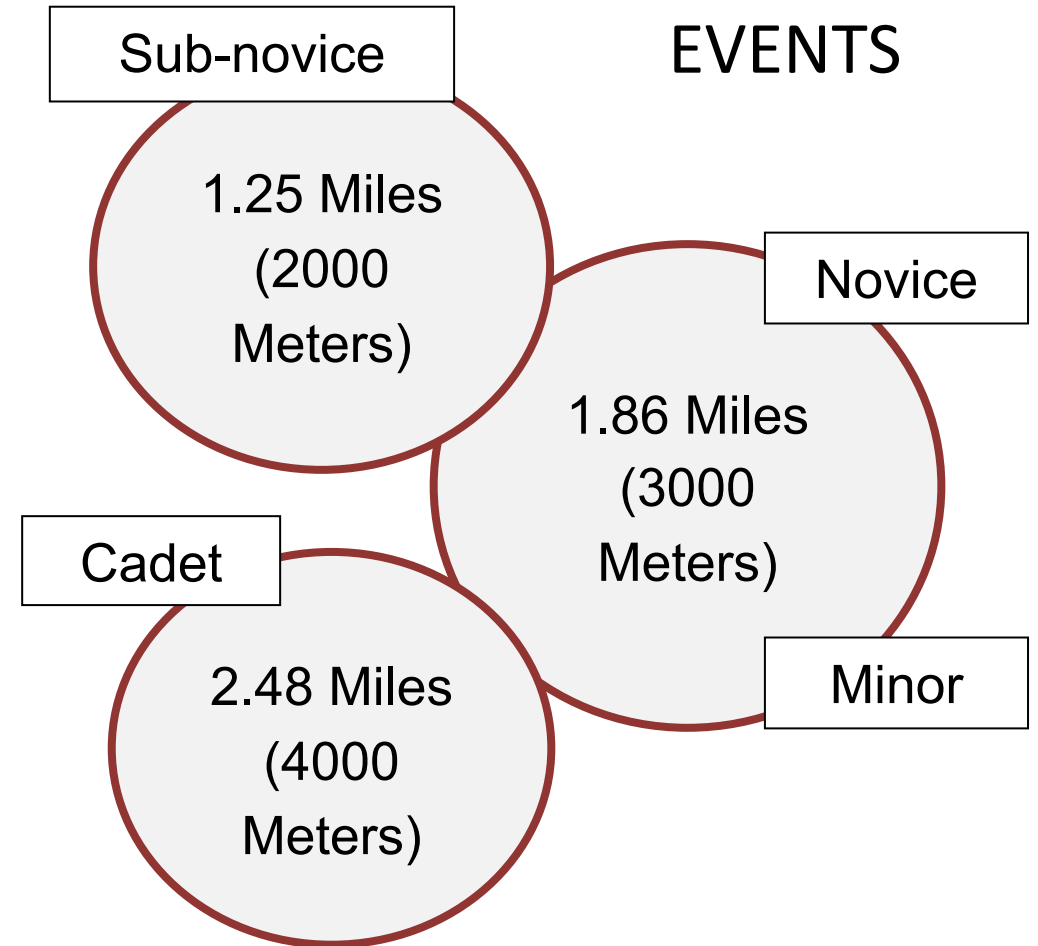 EVENTS
Sub-novice
1.25 Miles
(2000
Meters)
Novice
1.86 Miles
(3000
Meters)
Minor
Cadet
2.48 Miles
(4000
Meters)